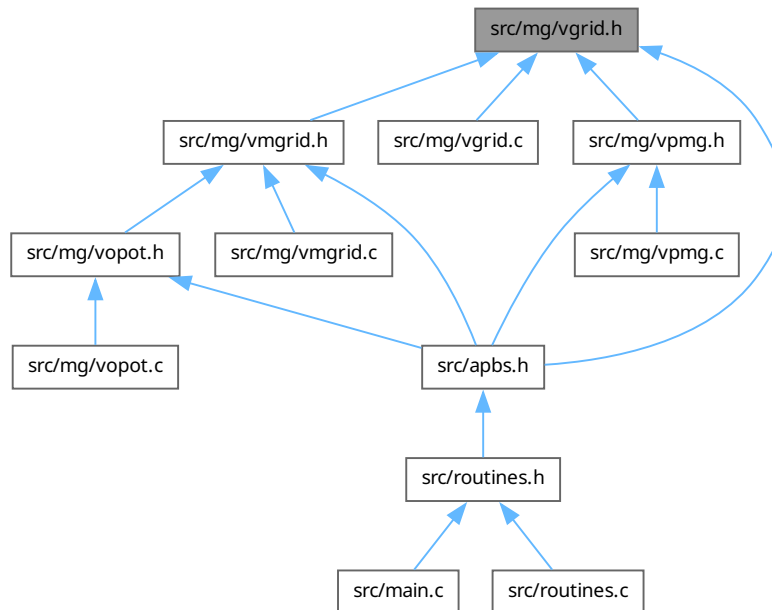 src/mg/vgrid.h
src/mg/vmgrid.h
src/mg/vgrid.c
src/mg/vpmg.h
src/mg/vopot.h
src/mg/vmgrid.c
src/mg/vpmg.c
src/mg/vopot.c
src/apbs.h
src/routines.h
src/main.c
src/routines.c